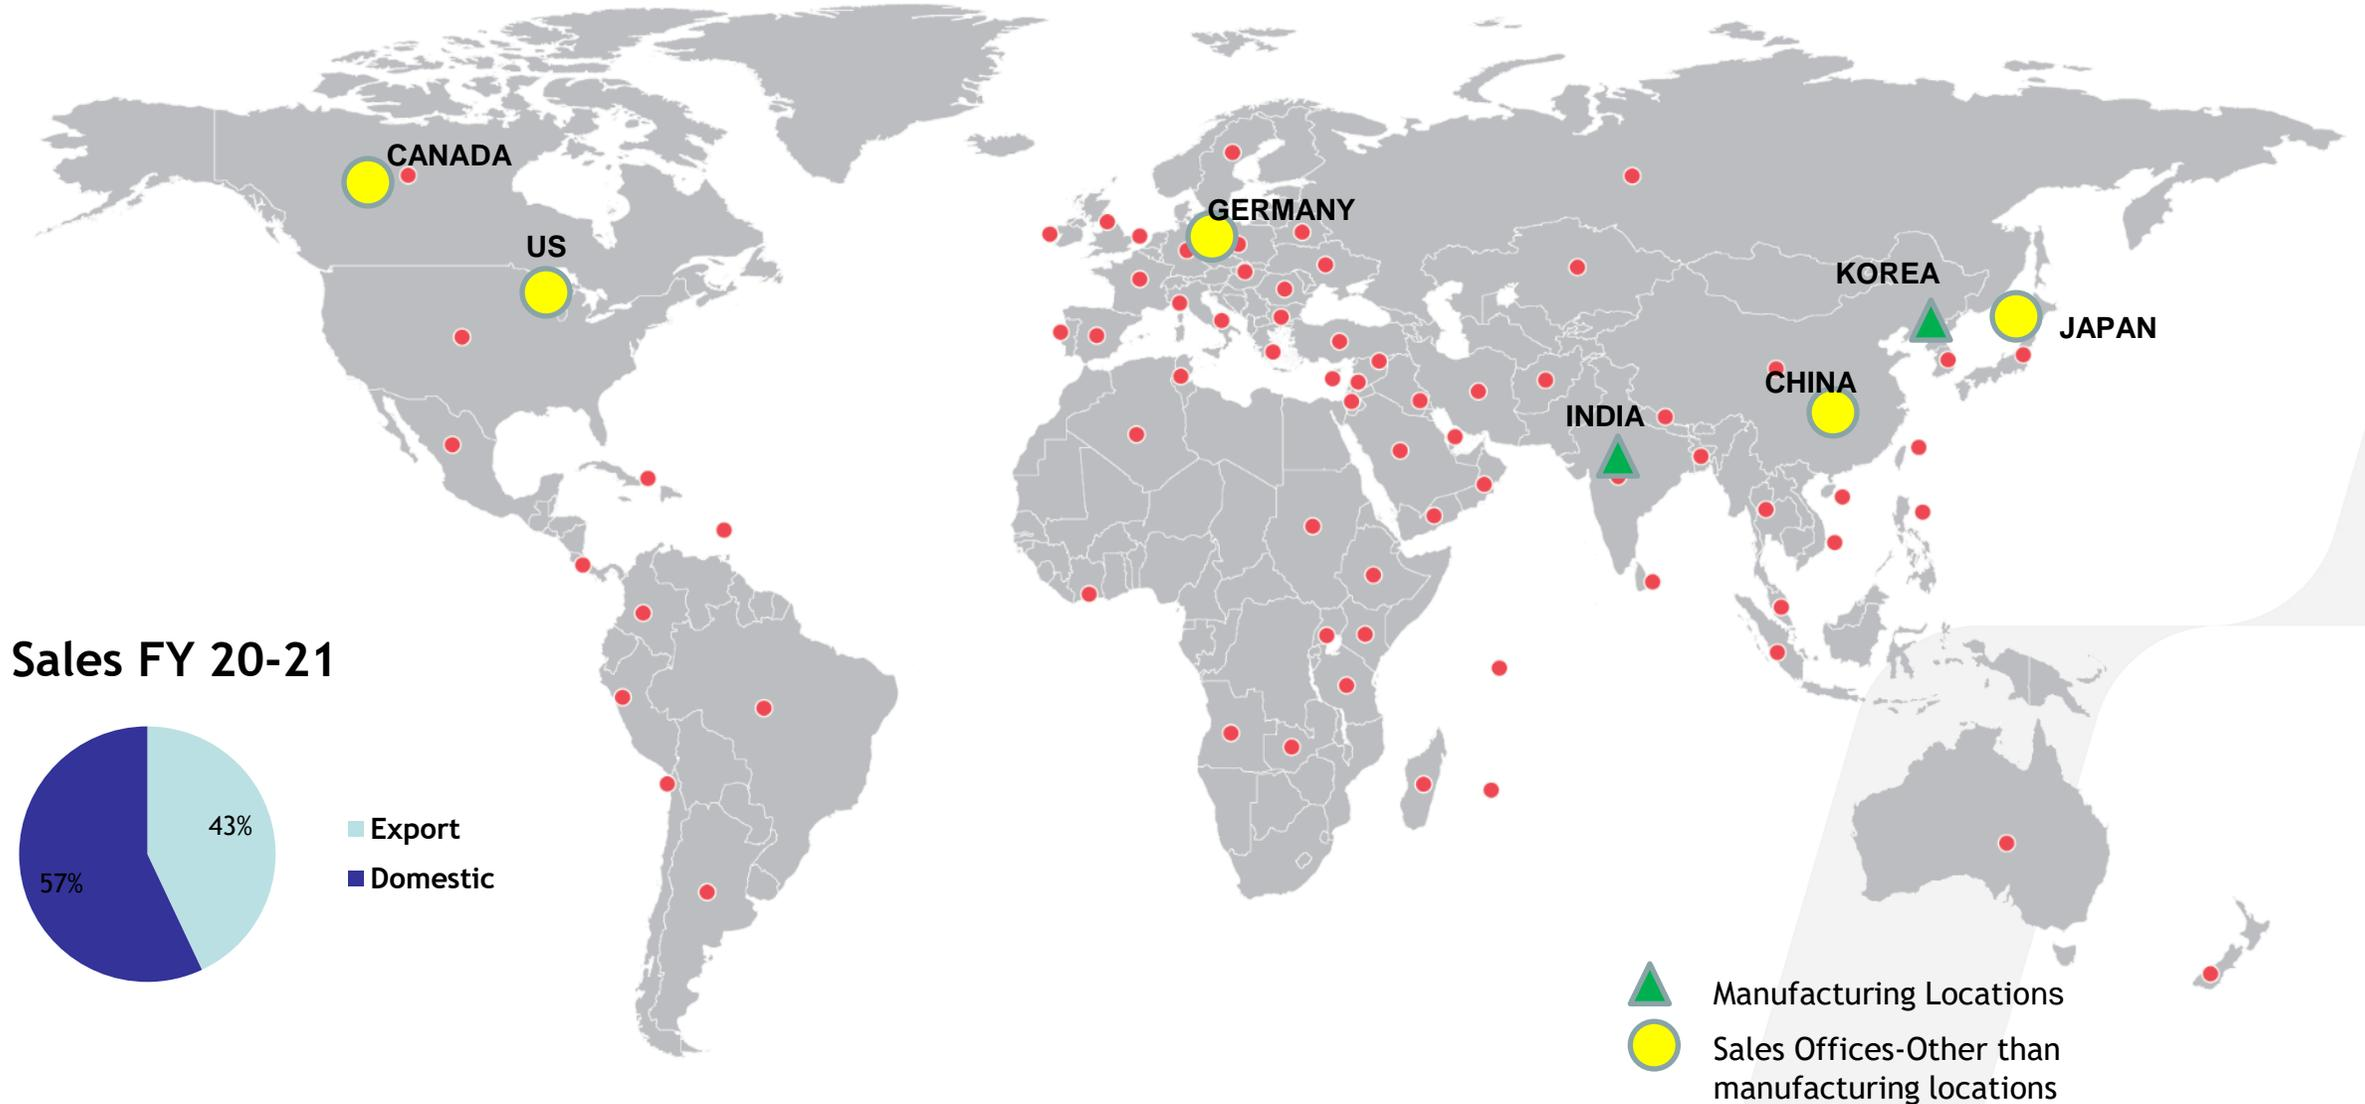 CANADA
US
GERMANY
KOREA
JAPAN
CHINA
INDIA
Sales FY 20-21
43%
57%
Export
Domestic
Manufacturing Locations
Sales Offices-Other than
manufacturing locations